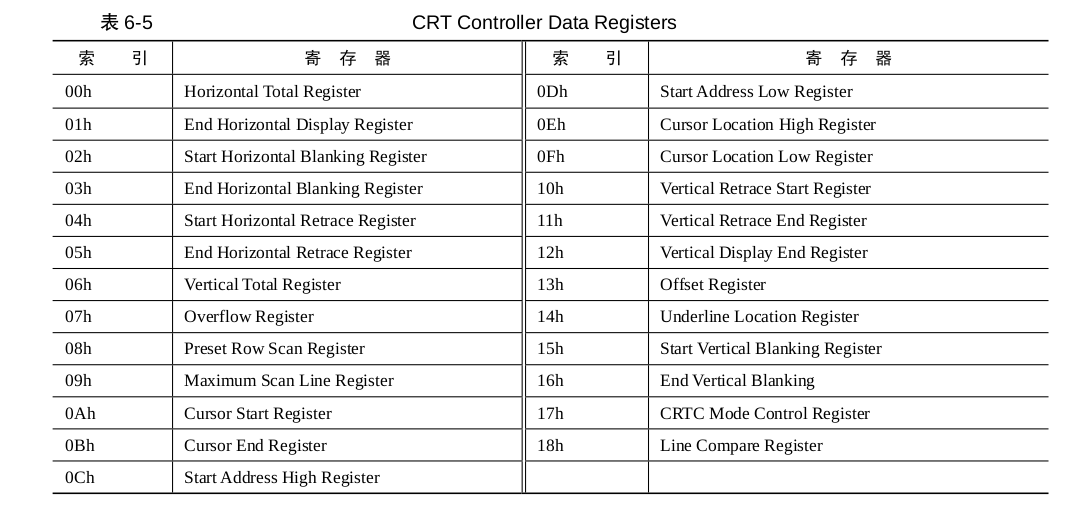 表 6-5 CRT Controller Data Registers
索 引 寄 存 器 索 引 寄 存 器
00h Horizontal Total Register 0Dh Start Address Low Register
01h End Horizontal Display Register 0Eh Cursor Location High Register
02h Start Horizontal Blanking Register 0Fh Cursor Location Low Register
03h End Horizontal Blanking Register 10h Vertical Retrace Start Register
04h Start Horizontal Retrace Register 11h Vertical Retrace End Register
05h End Horizontal Retrace Register 12h Vertical Display End Register
06h Vertical Total Register 13h Offset Register
07h Overflow Register 14h Underline Location Register
08h Preset Row Scan Register 15h Start Vertical Blanking Register
09h Maximum Scan Line Register 16h End Vertical Blanking
0Ah Cursor Start Register 17h CRTC Mode Control Register
0Bh Cursor End Register 18h Line Compare Register
0Ch Start Address High Register